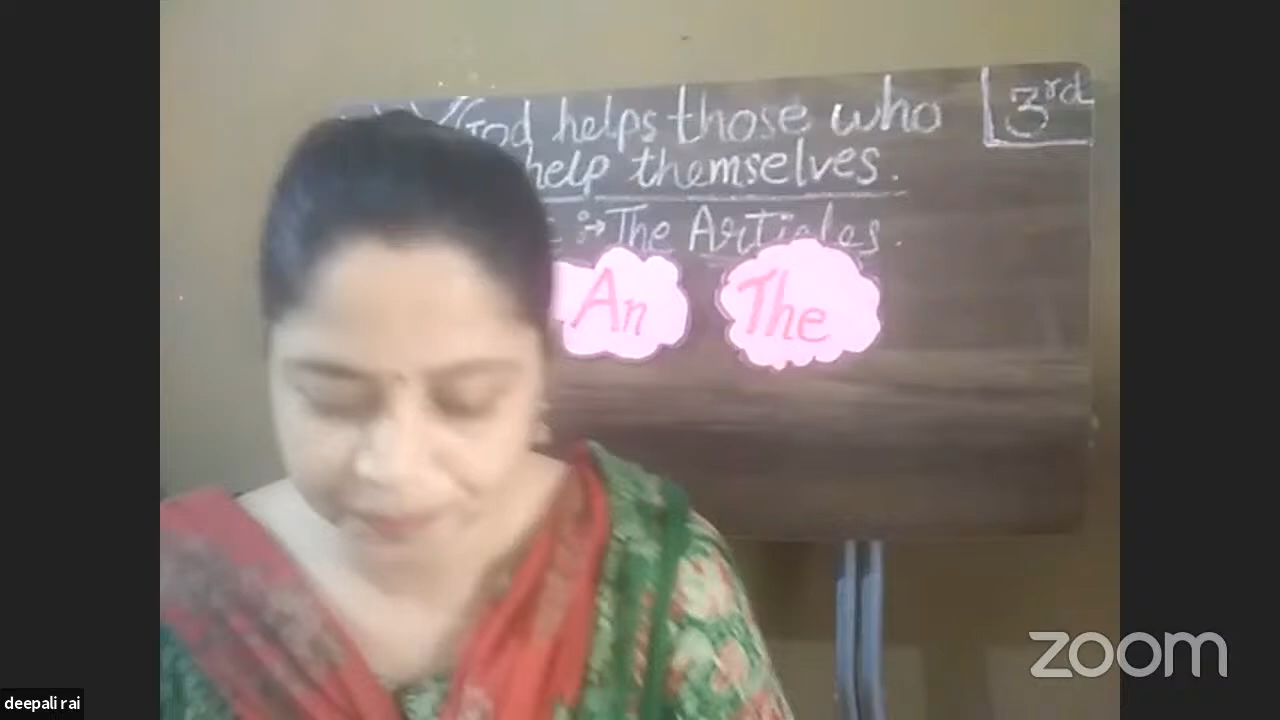 God helps those who
help themselves.
3rd
:→ The Articles.
An
The
zoom
deepali rai